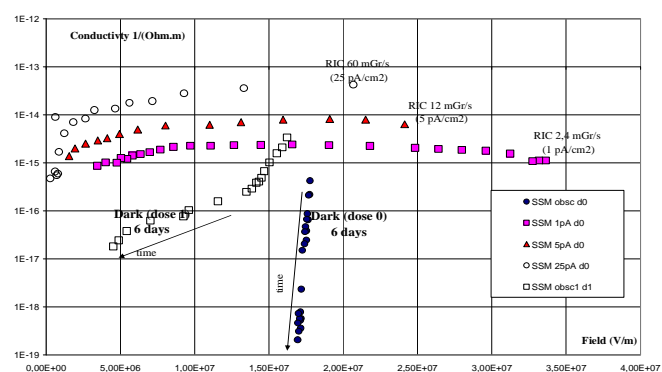 1E-12
Conductivty 1/(Ohm.m)
1E-13
RIC 60 mGr/s
(25 pA/cm2)
RIC 12 mGr/s
(5 pA/cm2)
1E-14
RIC 2,4 mGr/s
(1 pA/cm2)
1E-15
1E-16
Dark (dose 1)
6 days
time
Dark (dose 0)
6 days
time
SSM obsc d0
SSM 1pA d0
SSM 5pA d0
SSM 25pA d0
SSM obsc1 d1
1E-17
1E-18
Field (V/m)
1E-19
0,00E+00 5,00E+06 1,00E+07 1,50E+07 2,00E+07 2,50E+07 3,00E+07 3,50E+07 4,00E+07